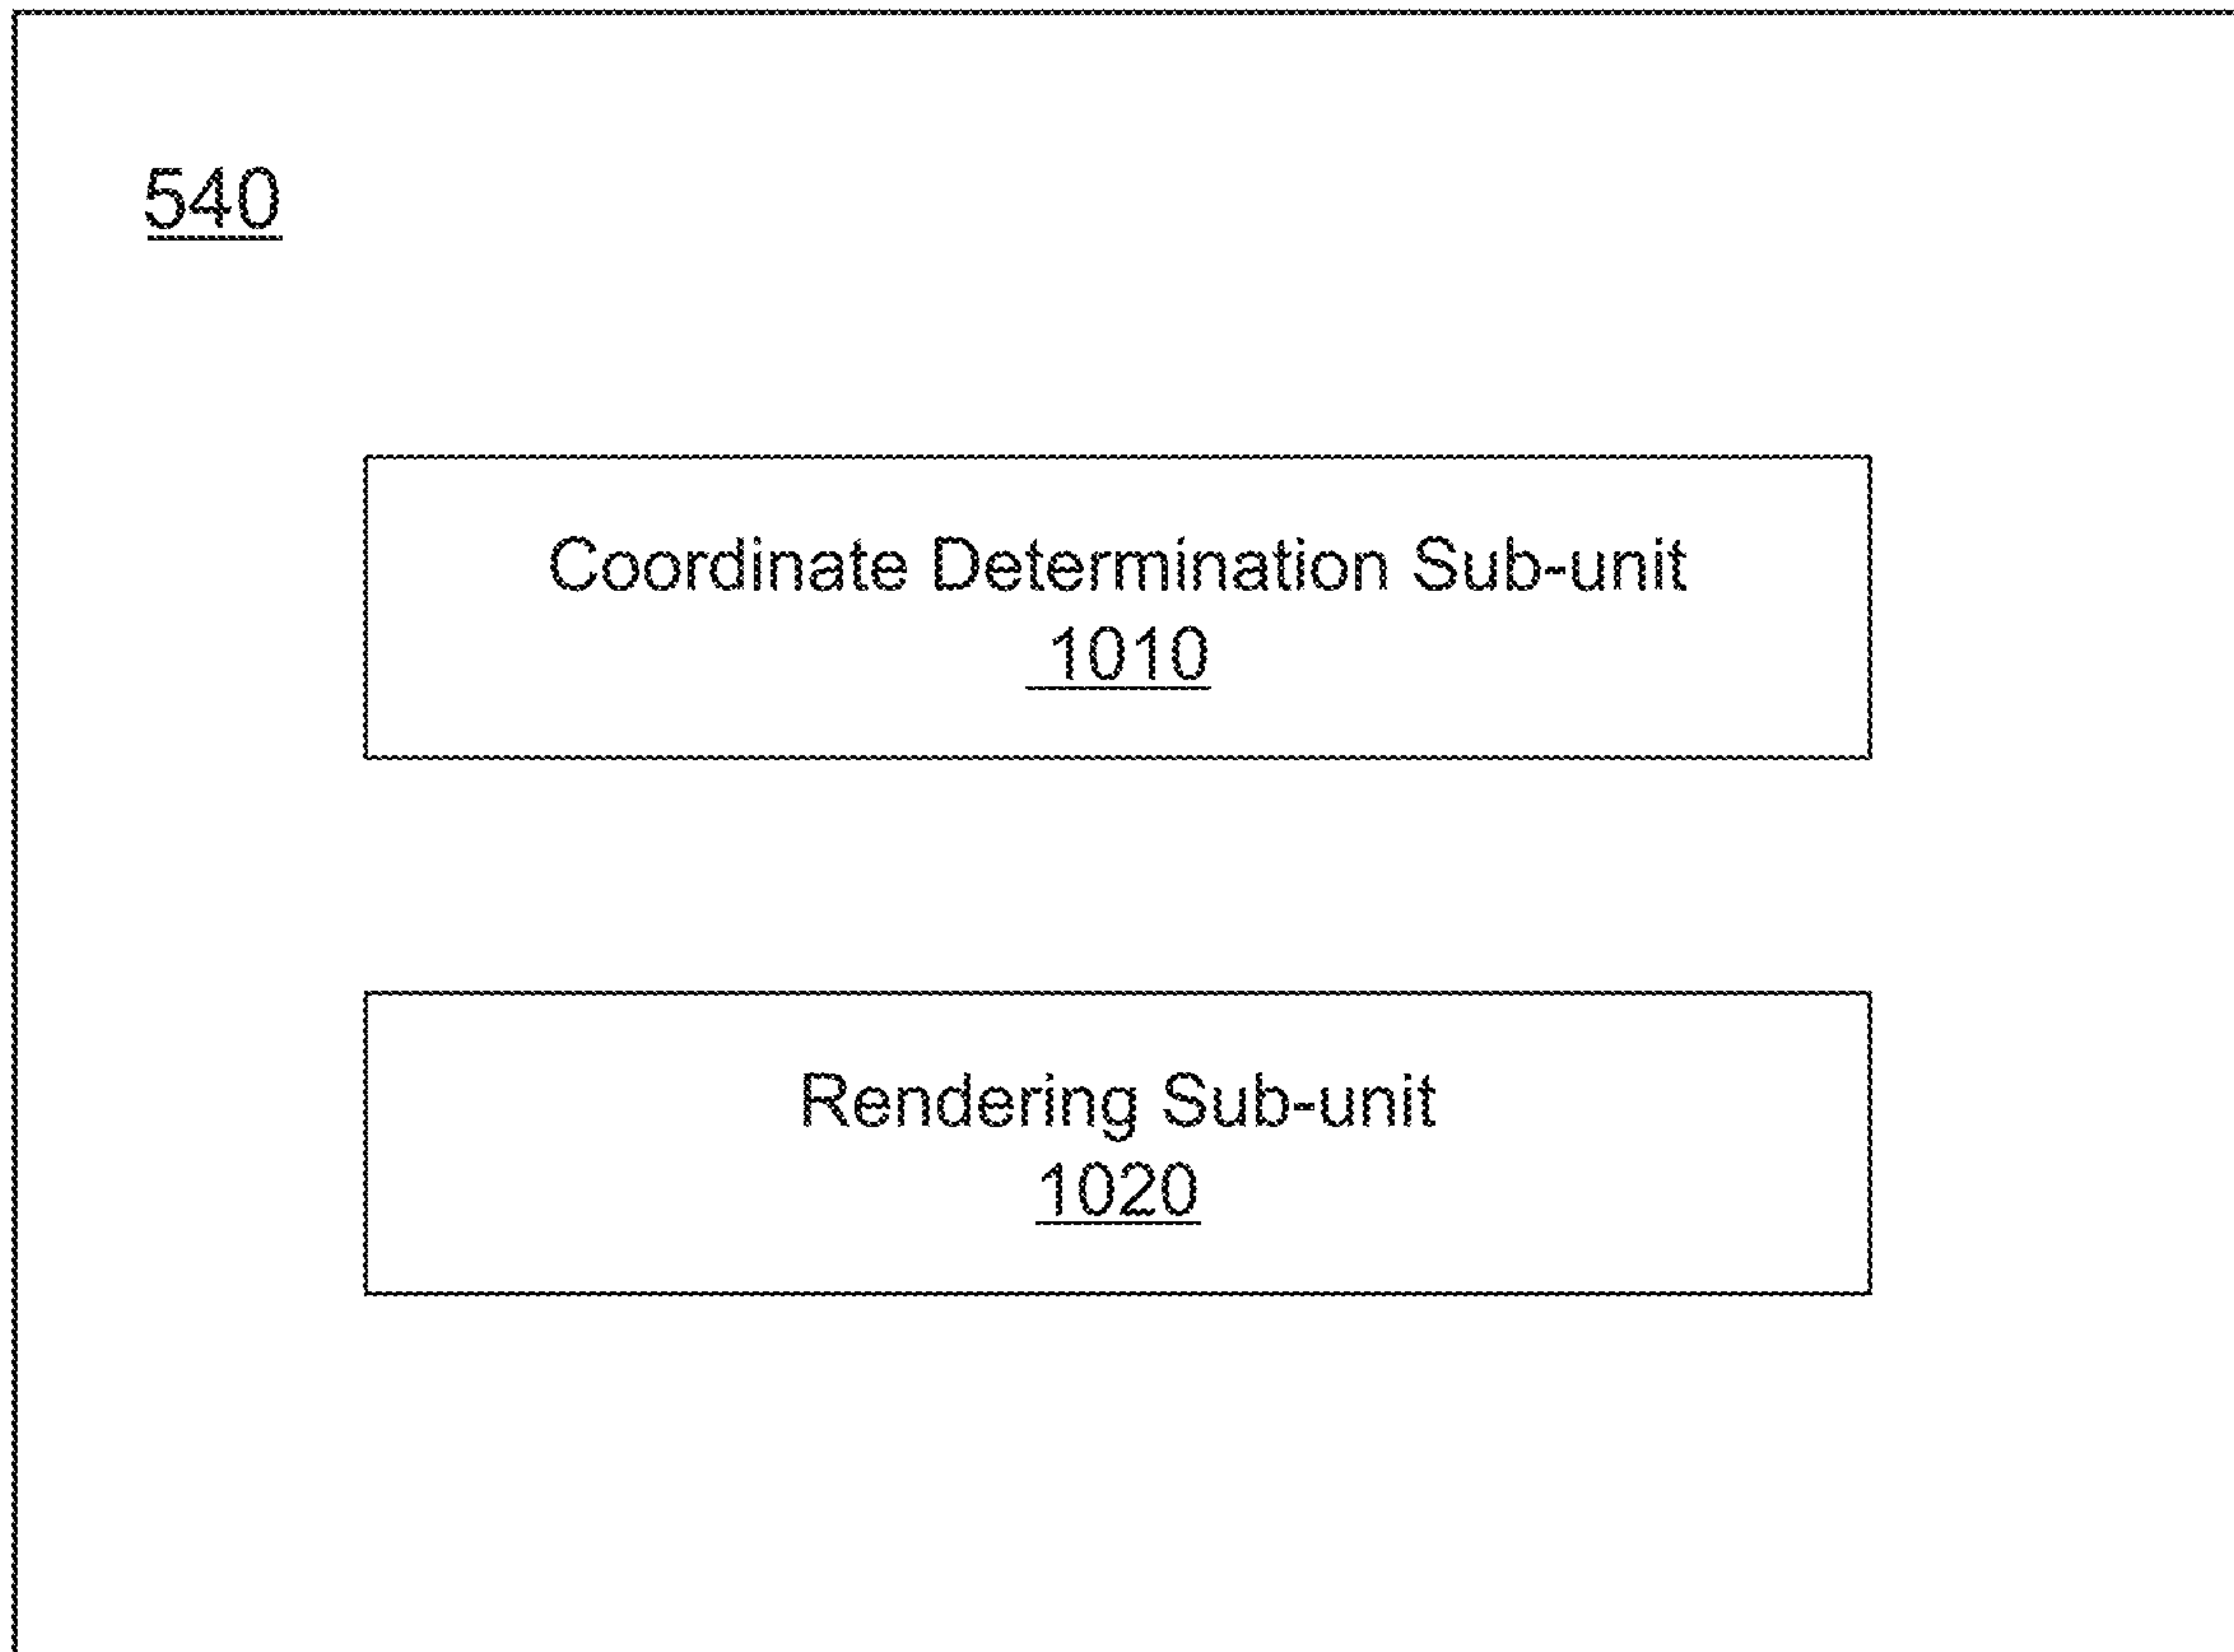 540
Coordinate Determination Sub-unit
1010
Rendering Sub-unit
1020